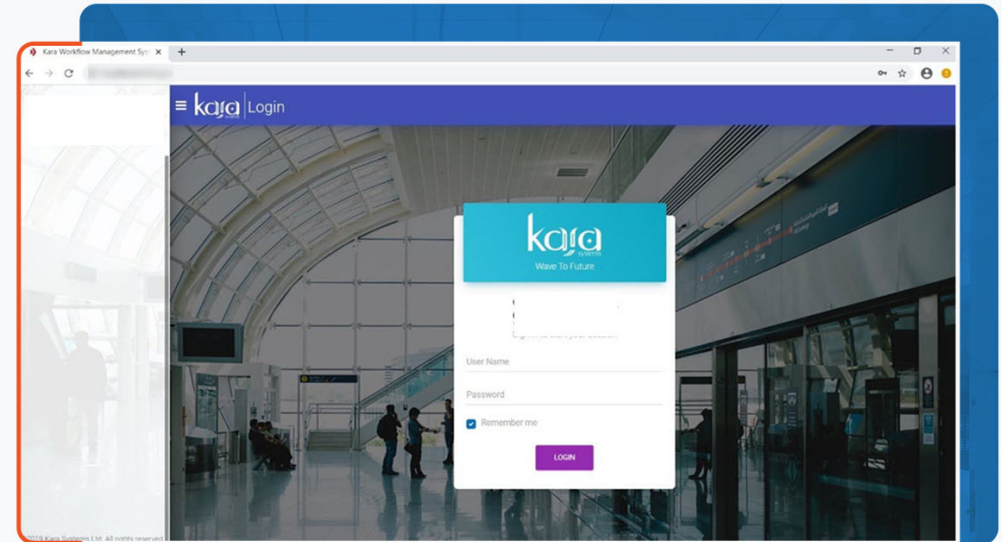 Kara Workflow Management Sys
kara Login
kara
systems
Wave To Future
User Name
Password
Remember me
LOGIN
2019 Kara Systems Ltd. All rights reserved